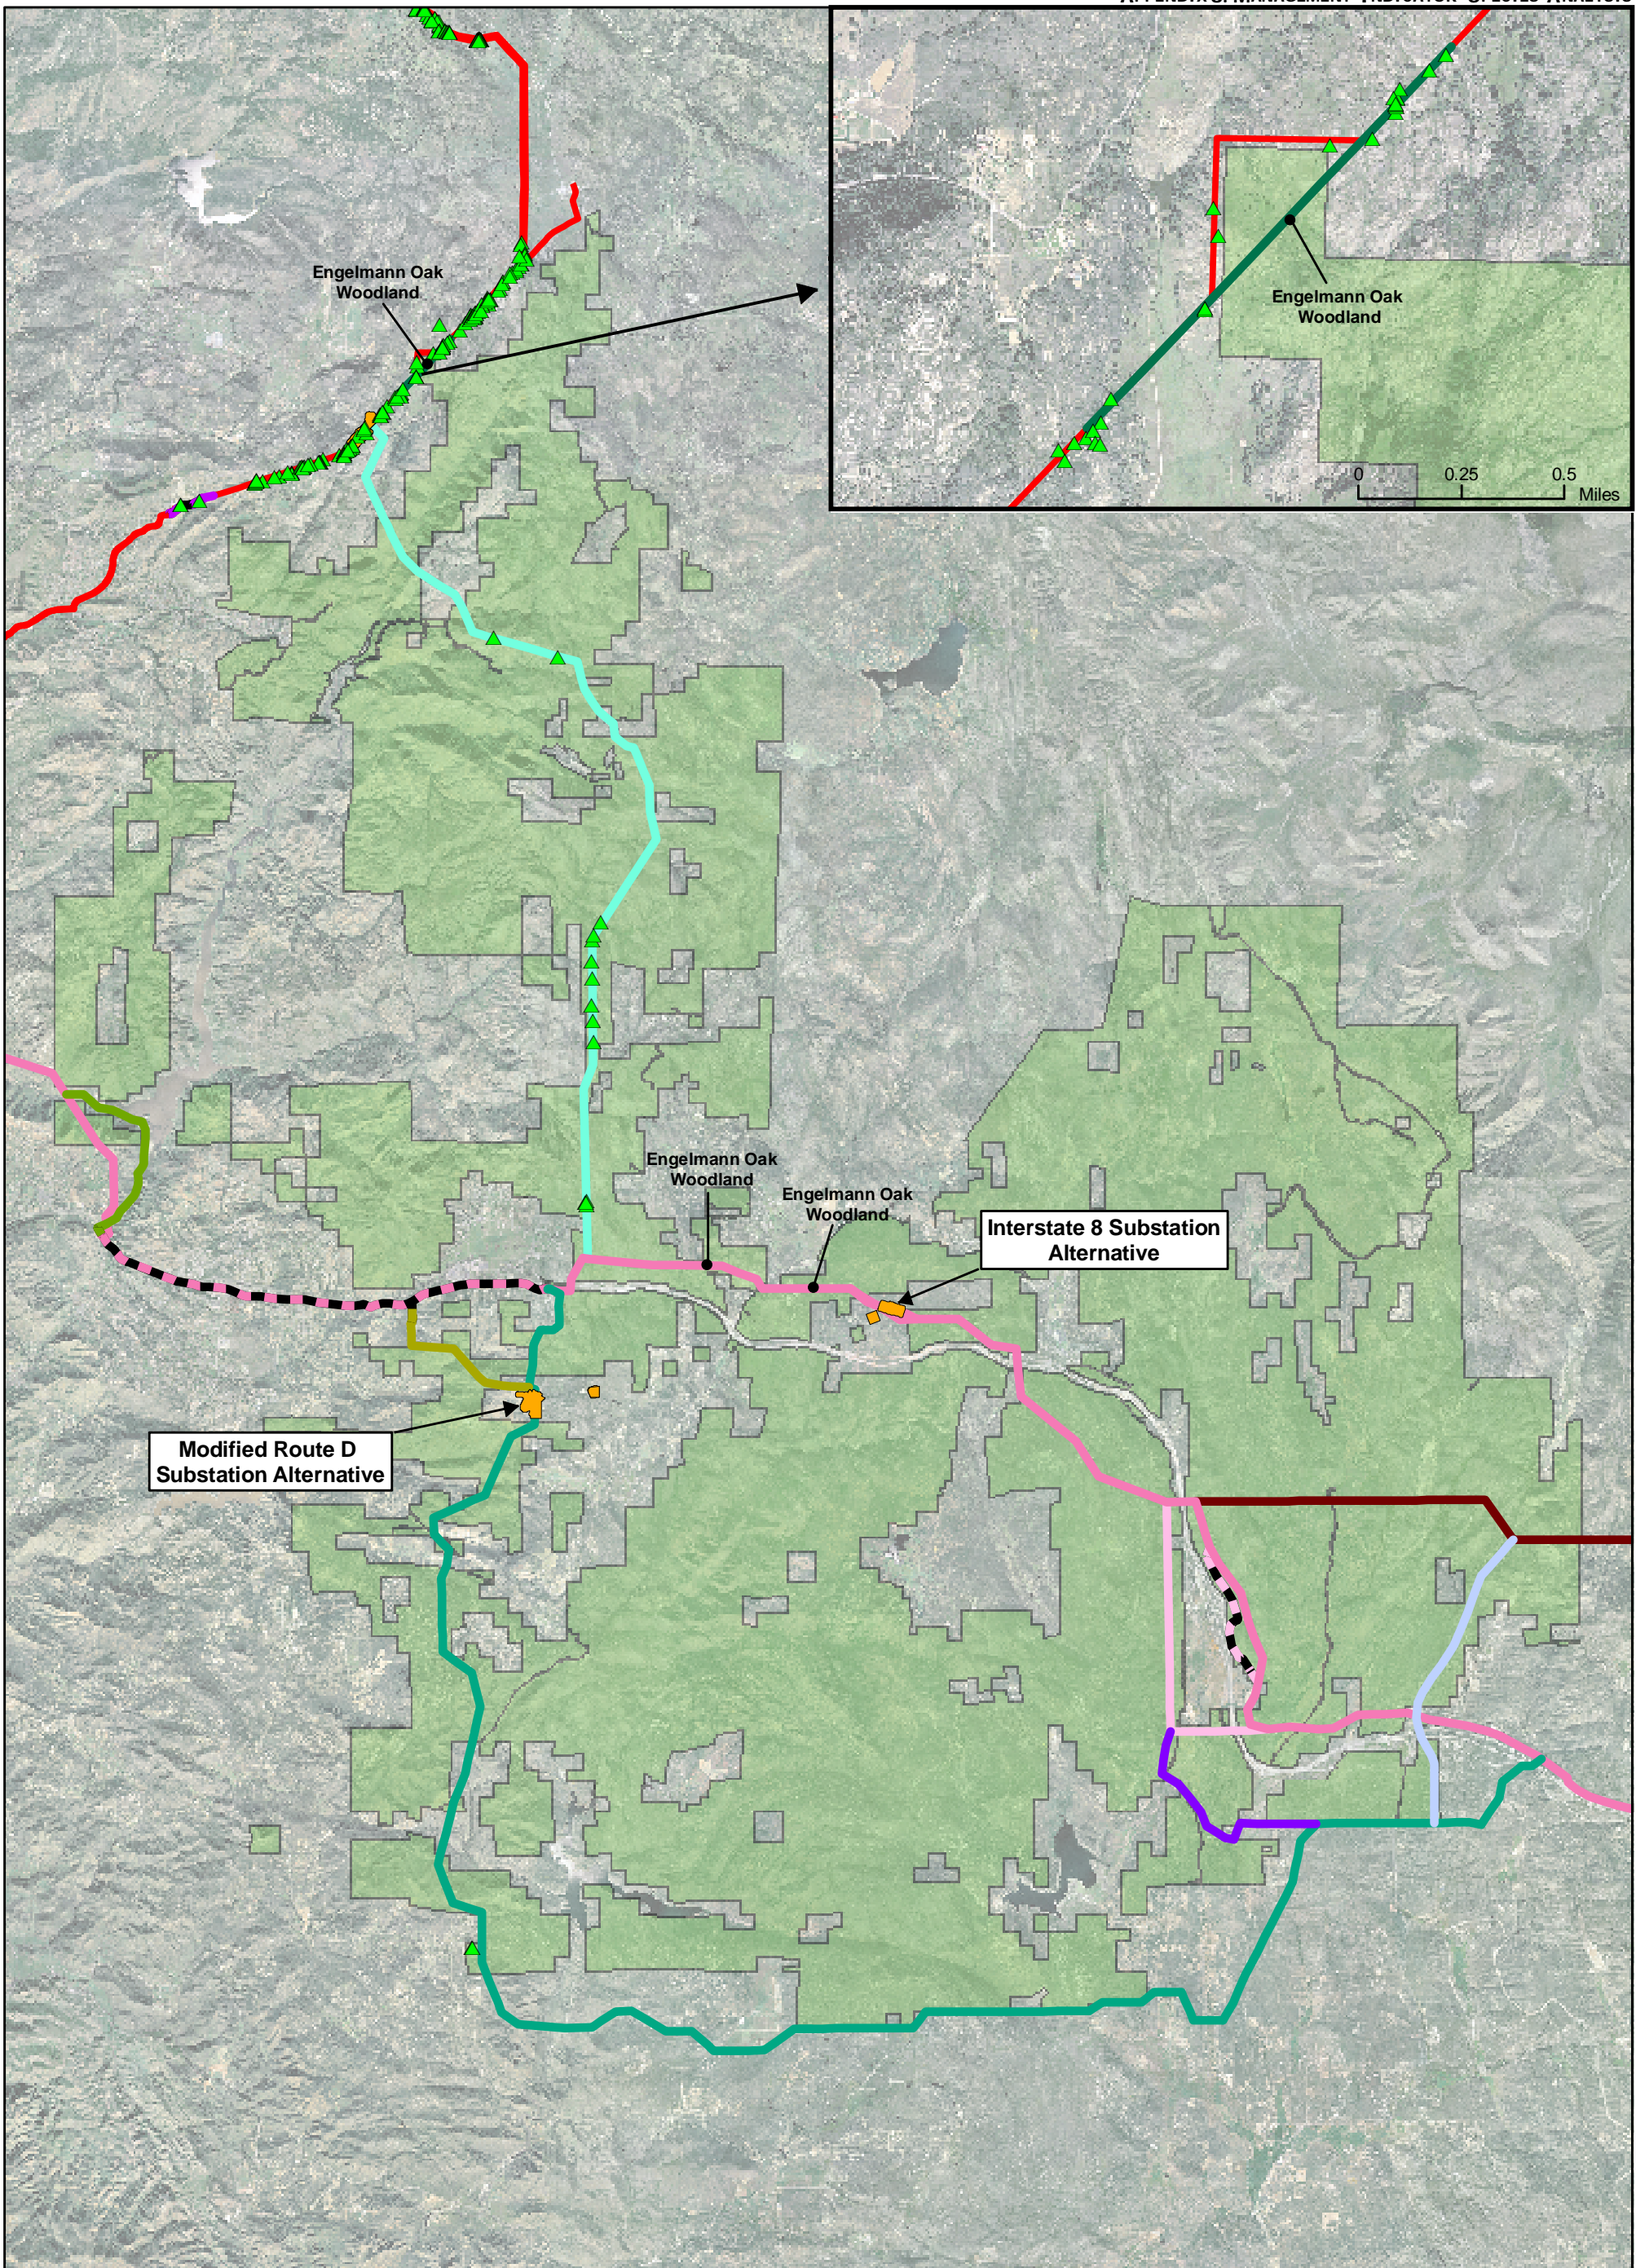 Engelmann Oak
Woodland
Engelmann Oak
Woodland
0
0.25
0.5
Miles
Engelmann Oak
Woodland
Engelmann Oak
Woodland
Interstate 8 Substation
Alternative
Modified Route D
Substation Alternative